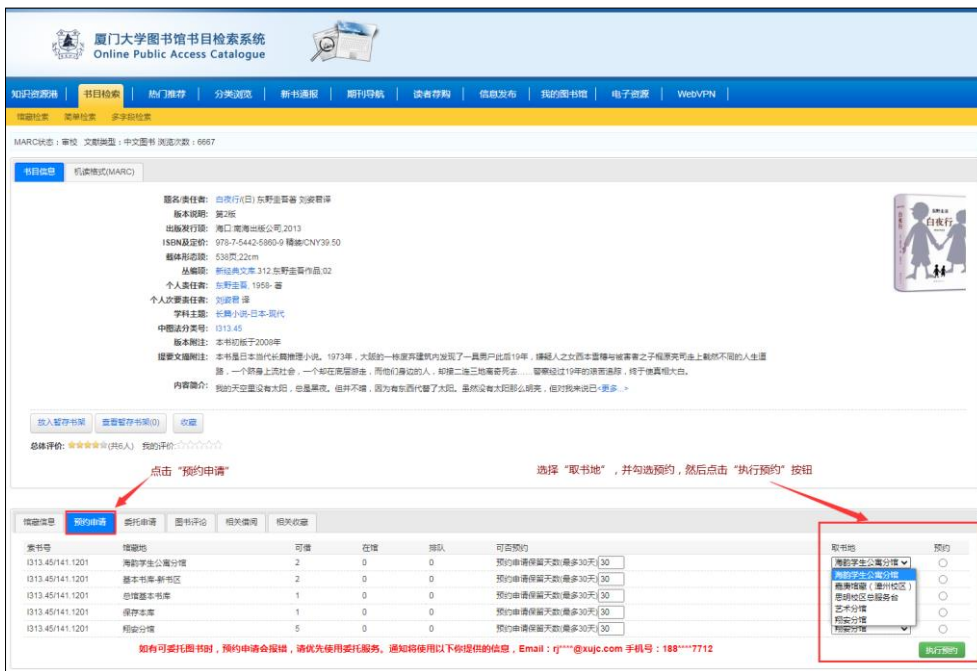 厦门大学图书馆书目检索系统
Online Public Access Catalogue
知识资源港 | 书目检索 | 热门推荐 | 分类浏览 | 新书通报 | 期刊导航 | 读者荐购 | 信息发布 | 我的图书馆 | 电子资源 | WebVPN |
馆藏检索 简单检索 多字段检索
MARC状态：审校 文献类型：中文图书 浏览次数：6667
书目信息 机读格式(MARC)
题名/责任者: 白夜行/(日) 东野圭吾著 刘姿君译
版本说明: 第2版
出版发行项: 海口:南海出版公司,2013
ISBN及定价: 978-7-5442-5860-9 精装/CNY39.50
载体形态项: 538页;22cm
丛编项: 新经典文库.312.东野圭吾作品;02
个人责任者: 东野圭吾, 1958- 著
个人次要责任者: 刘姿君 译
学科主题: 长篇小说-日本-现代
中图法分类号: I313.45
版本附注: 本书初版于2008年
提要文摘附注: 本书是日本当代长篇推理小说。1973年，大阪的一栋废弃建筑内发现了一具男尸此后19年，嫌疑人之女西本雪穗与被害者之子桐原亮司走上截然不同的人生道
路，一个跻身上流社会，一个却在底层游走，而他们身边的人，却接二连三地离奇死去……警察经过19年的艰苦追踪，终于使真相大白。
内容简介: 我的天空里没有太阳，总是黑夜。但并不暗，因为有东西代替了太阳。虽然没有太阳那么明亮，但对我来说已<更多...>
白夜行
放入暂存书架 查看暂存书架(0) 收藏
总体评价: (共6人) 我的评价:
点击“预约申请”
选择“取书地”，并勾选预约，然后点击“执行预约”按钮
馆藏信息 预约申请 委托申请 图书评论 相关借阅 相关收藏
索书号 馆藏地 可借 在馆 排队 可否预约 取书地 预约
I313.45/141.1201 海韵学生公寓分馆 2 0 0 预约申请保留天数(最多30天) 30 海韵学生公寓分馆
I313.45/141.1201 基本书库-新书区 2 0 0 预约申请保留天数(最多30天) 30 海韵学生公寓分馆
嘉庚馆藏（漳州校区）
I313.45/141.1201 总馆基本书库 1 0 0 预约申请保留天数(最多30天) 30 思明校区总服务台
I313.45/141.1201 保存本库 1 0 0 预约申请保留天数(最多30天) 30 艺术分馆
翔安分馆
I313.45/141.1201 翔安分馆 5 0 0 预约申请保留天数(最多30天) 30 翔安分馆
如有可委托图书时，预约申请会报错，请优先使用委托服务。通知将使用以下你提供的信息，Email：rj****@xujc.com 手机号：188****7712
执行预约